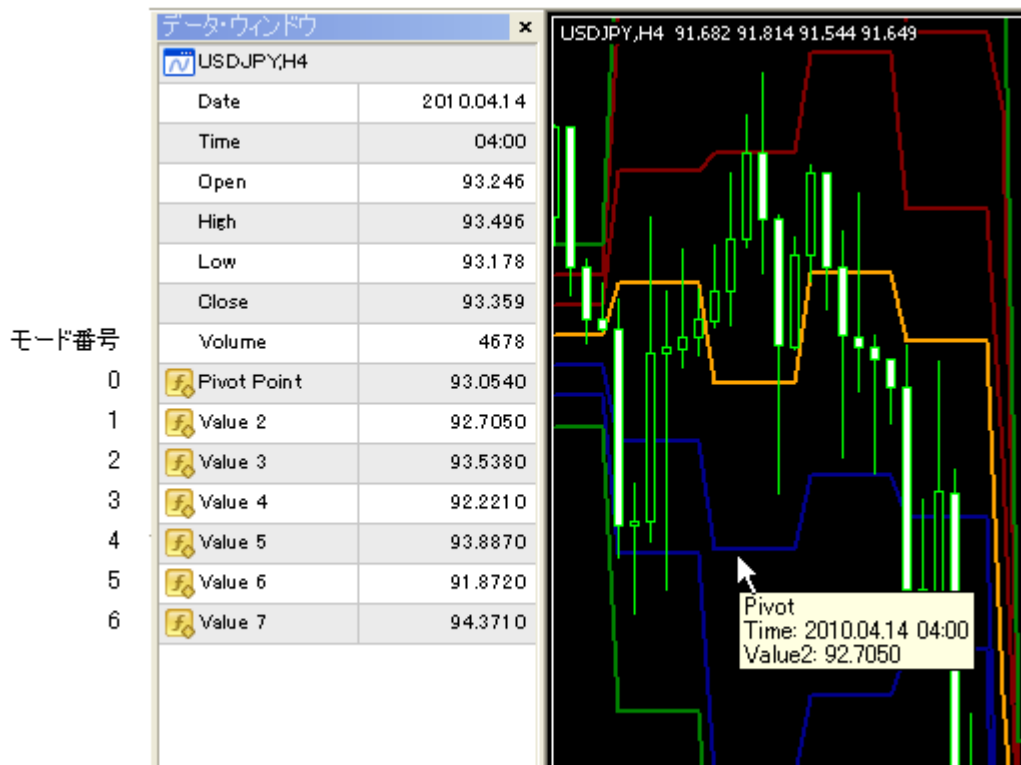 データ・ウィンドウ
USDJPY,H4
Date 2010.04.14
Time 04:00
Open 93.246
High 93.496
Low 93.178
Close 93.359
モード番号 Volume 4678
0 Pivot Point 93.0540
1 Value 2 92.7050
2 Value 3 93.5380
3 Value 4 92.2210
4 Value 5 93.8870
5 Value 6 91.8720
6 Value 7 94.3710
USDJPY,H4 91.682 91.814 91.544 91.649
Pivot
Time: 2010.04.14 04:00
Value2: 92.7050